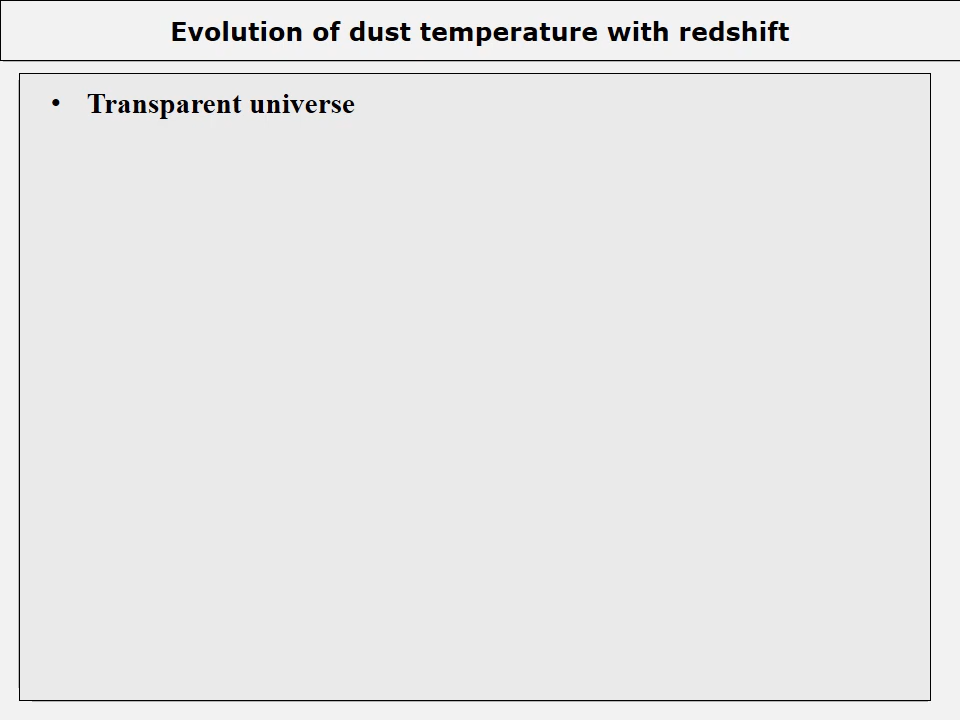 Evolution of dust temperature with redshift
• Transparent universe